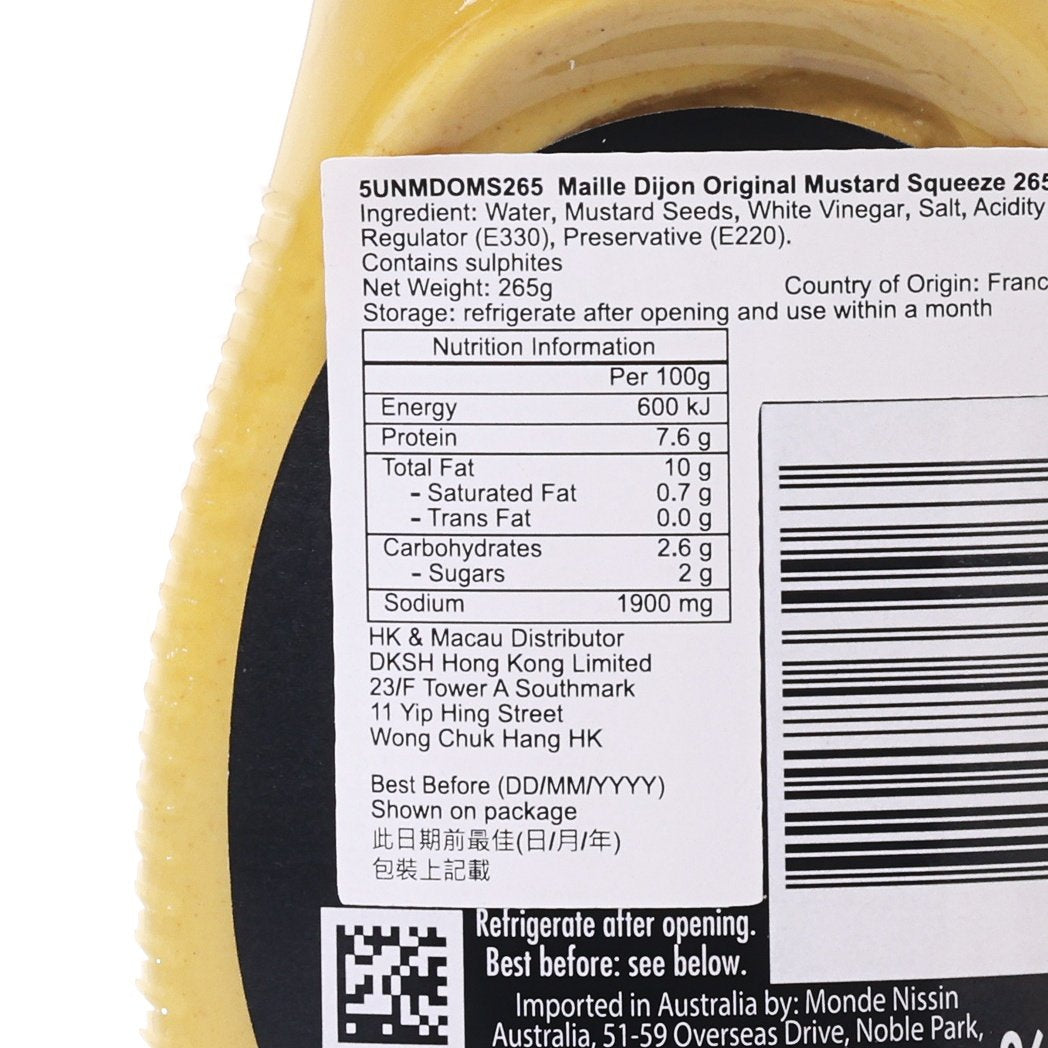 5UNMDOMS265 Maille Dijon Original Mustard Squeeze 265
Ingredient: Water, Mustard Seeds, White Vinegar, Salt, Acidity
Regulator (E330), Preservative (E220).
Contains sulphites
Net Weight: 265g
Country of Origin: Franc
Storage: refrigerate after opening and use within a month
Nutrition Information
Per 100g
Energy 600 kJ
Protein 7.6 g
Total Fat 10 g
- Saturated Fat 0.7 g
- Trans Fat 0.0 g
Carbohydrates 2.6 g
- Sugars 2 g
Sodium 1900 mg
HK & Macau Distributor
DKSH Hong Kong Limited
23/F Tower A Southmark
11 Yip Hing Street
Wong Chuk Hang HK
Best Before (DD/MM/YYYY)
Shown on package
此日期前最佳(日/月/年)
包裝上記載
Refrigerate after opening.
Best before: see below.
Imported in Australia by: Monde Nissin
Australia, 51-59 Overseas Drive, Noble Park,